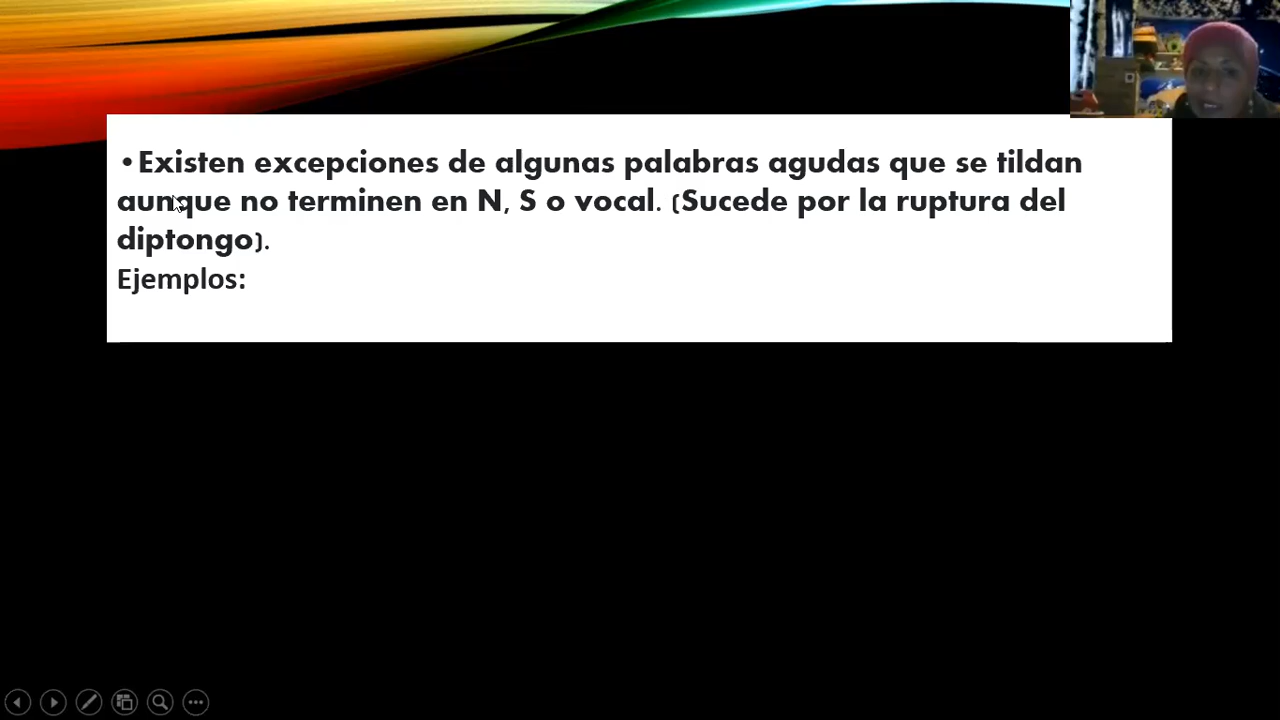 •Existen excepciones de algunas palabras agudas que se tildan
aunque no terminen en N, S o vocal. (Sucede por la ruptura del
diptongo).
Ejemplos: